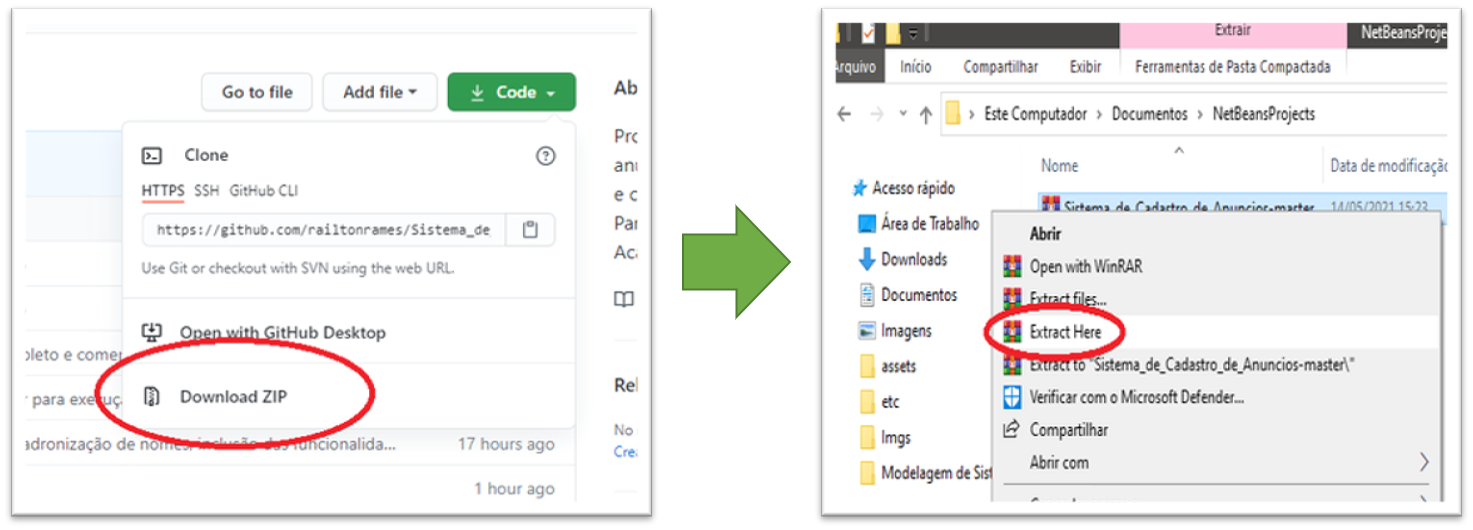 Go to file
Add file
Code
Ab
Clone
Pro
HTTPS SSH GitHub CLI
anu
e c
https://github.com/railtonrames/Sistema_de
Par
Use Git or checkout with SVN using the web URL.
Aca
Open with GitHub Desktop
pleto e comen
Rel
Download ZIP
r para execuç
No
adronização de nomes, inclusão das funcionalida...
17 hours ago
Crea
1 hour ago
Extrair
NetBeansProje
Arquivo
Início
Compartilhar
Exibir
Ferramentas de Pasta Compactada
Este Computador > Documentos > NetBeansProjects
Nome
Data de modificação
Acesso rápido
Sistema_de_Cadastro_de_Anuncios-master
14/05/2021 15:23
Área de Trabalho
Abrir
Downloads
Open with WinRAR
Documentos
Extract files...
Imagens
Extract Here
assets
Extract to "Sistema_de_Cadastro_de_Anuncios-master\"
etc
Verificar com o Microsoft Defender...
Imgs
Compartilhar
Modelagem de Sist
Abrir com